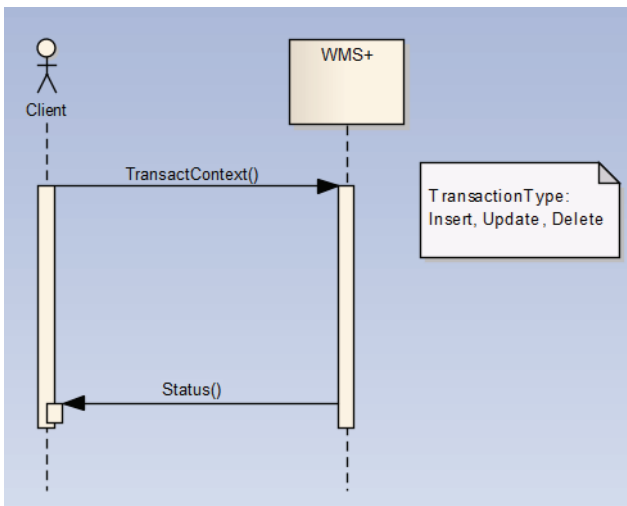 WMS+
Client
TransactContext()
TransactionType:
Insert, Update, Delete
Status()